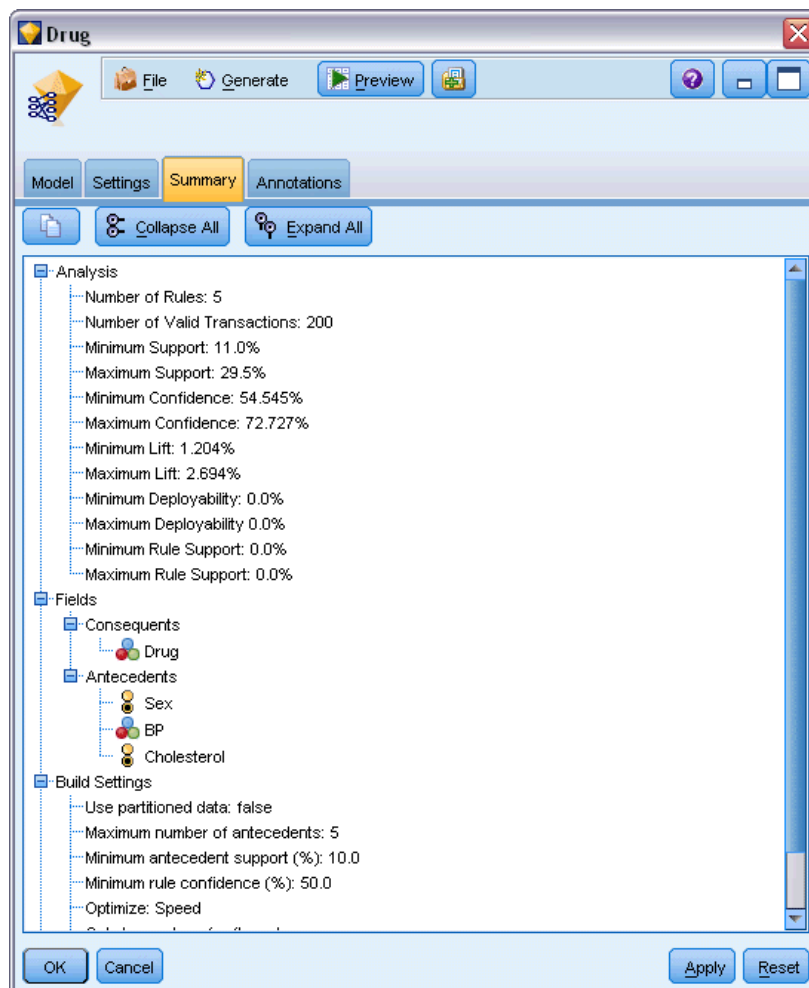 Drug
File Generate Preview
Model Settings Summary Annotations
Collapse All Expand All
Analysis
Number of Rules: 5
Number of Valid Transactions: 200
Minimum Support: 11.0%
Maximum Support: 29.5%
Minimum Confidence: 54.545%
Maximum Confidence: 72.727%
Minimum Lift: 1.204%
Maximum Lift: 2.694%
Minimum Deployability: 0.0%
Maximum Deployability 0.0%
Minimum Rule Support: 0.0%
Maximum Rule Support: 0.0%
Fields
Consequents
Drug
Antecedents
Sex
BP
Cholesterol
Build Settings
Use partitioned data: false
Maximum number of antecedents: 5
Minimum antecedent support (%): 10.0
Minimum rule confidence (%): 50.0
Optimize: Speed
OK Cancel Apply Reset